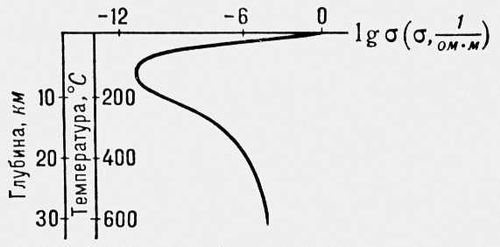 -12 -6 0 lg σ (σ, 1/ом·м)
Глубина, км
Температура, °C
10 200
20 400
30 600